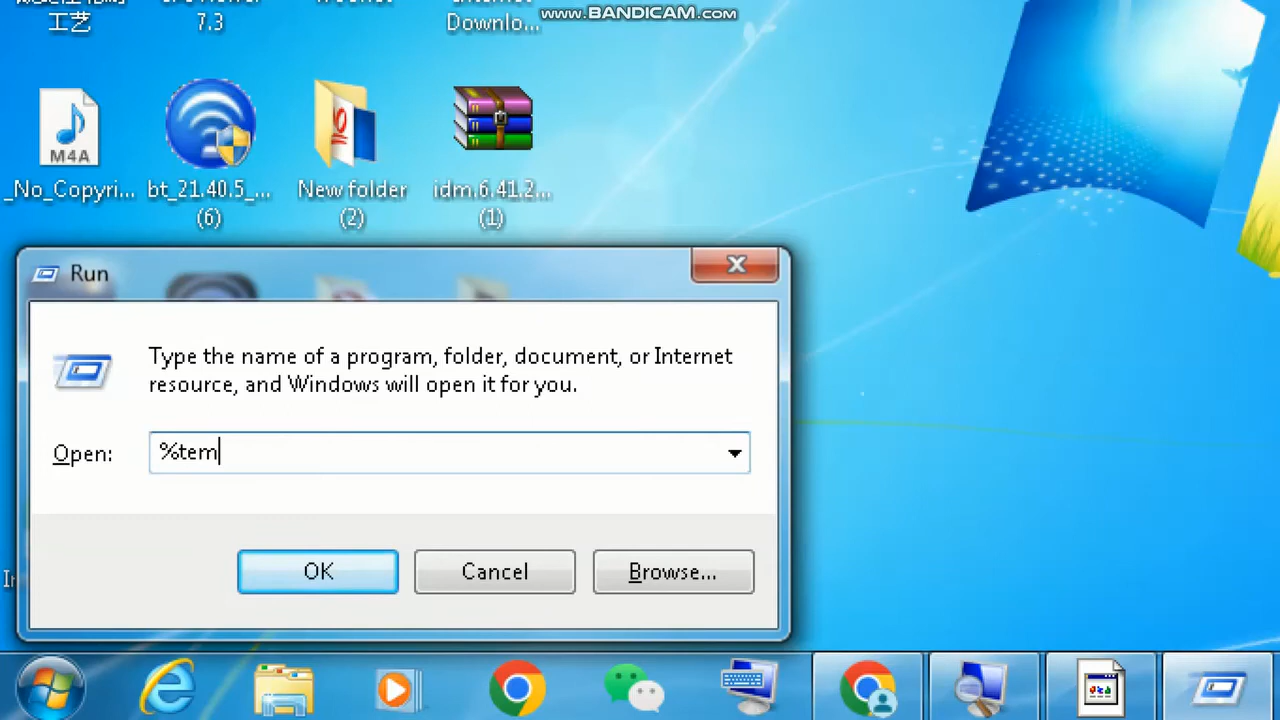 www.BANDICAM.com
工艺
7.3
Downlo...
M4A
_No_Copyri...
bt_21.40.5_...
(6)
New folder
(2)
idm.6.41.2...
(1)
Run
Type the name of a program, folder, document, or Internet
resource, and Windows will open it for you.
Open:
%tem
OK
Cancel
Browse...